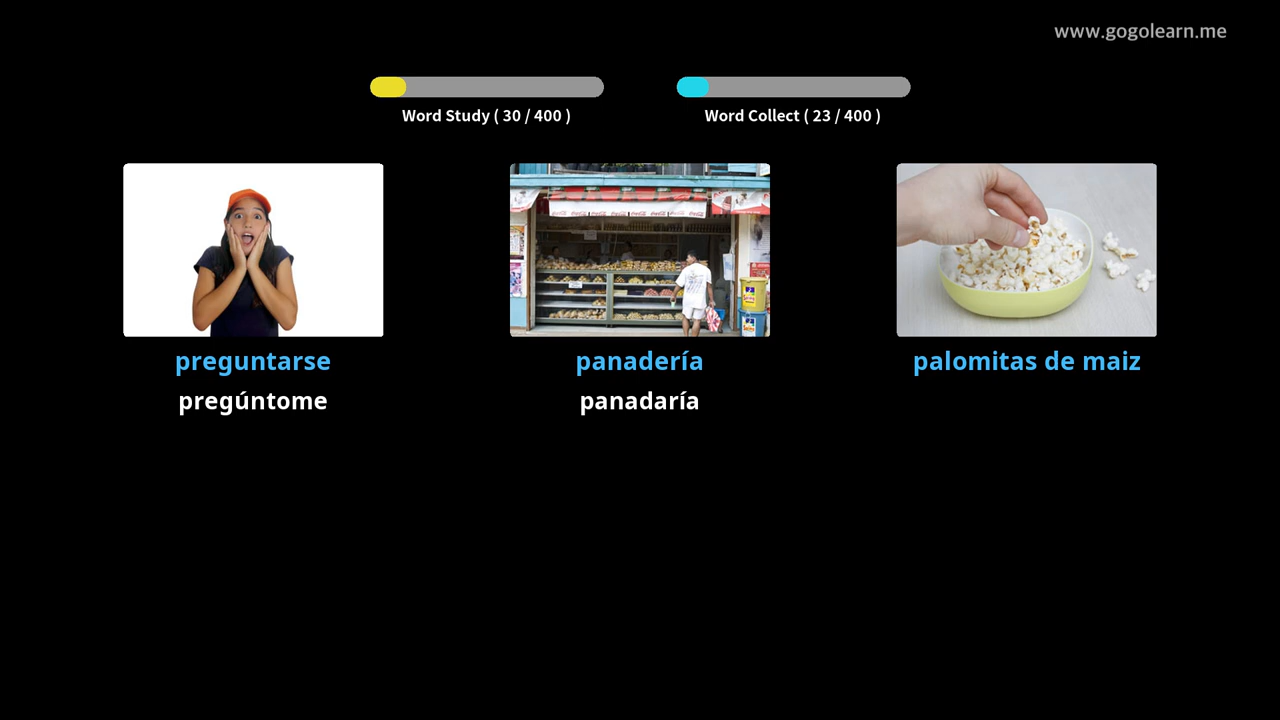 www.gogolearn.me
Word Study ( 30 / 400 )
Word Collect ( 23 / 400 )
preguntarse
pregúntome
panadería
panadaría
palomitas de maiz